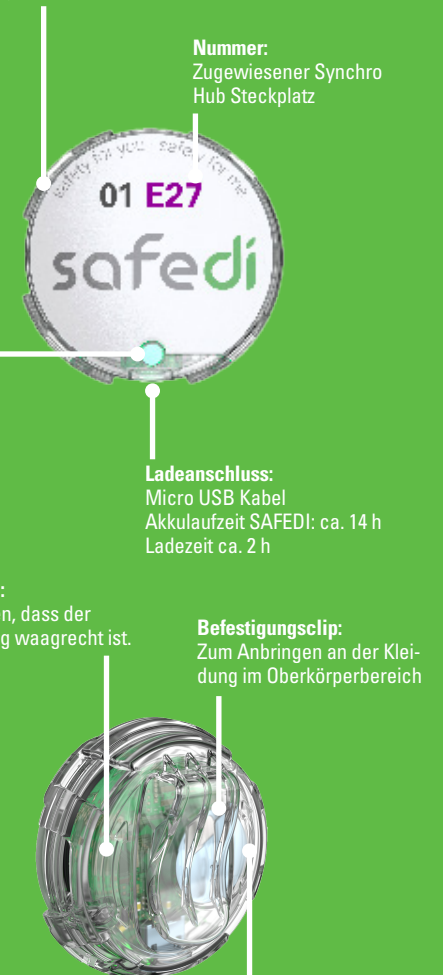 Nummer:
Zugewiesener Synchro
Hub Steckplatz
safety for you - safety for me
01 E27
safedi
Ladeanschluss:
Micro USB Kabel
Akkulaufzeit SAFEDI: ca. 14 h
Ladezeit ca. 2 h
:
en, dass der
g waagrecht ist.
Befestigungsclip:
Zum Anbringen an der Klei-
dung im Oberkörperbereich